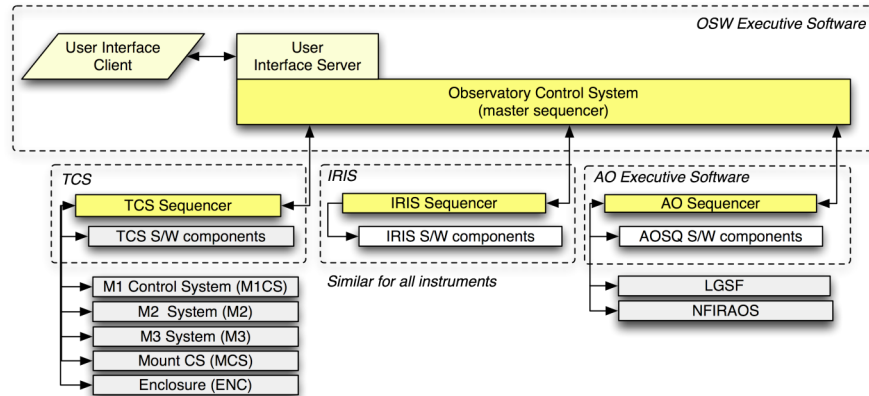 OSW Executive Software
User Interface
Client
User
Interface Server
Observatory Control System
(master sequencer)
TCS
TCS Sequencer
TCS S/W components
M1 Control System (M1CS)
M2 System (M2)
M3 System (M3)
Mount CS (MCS)
Enclosure (ENC)
IRIS
IRIS Sequencer
IRIS S/W components
Similar for all instruments
AO Executive Software
AO Sequencer
AOSQ S/W components
LGSF
NFIRAOS